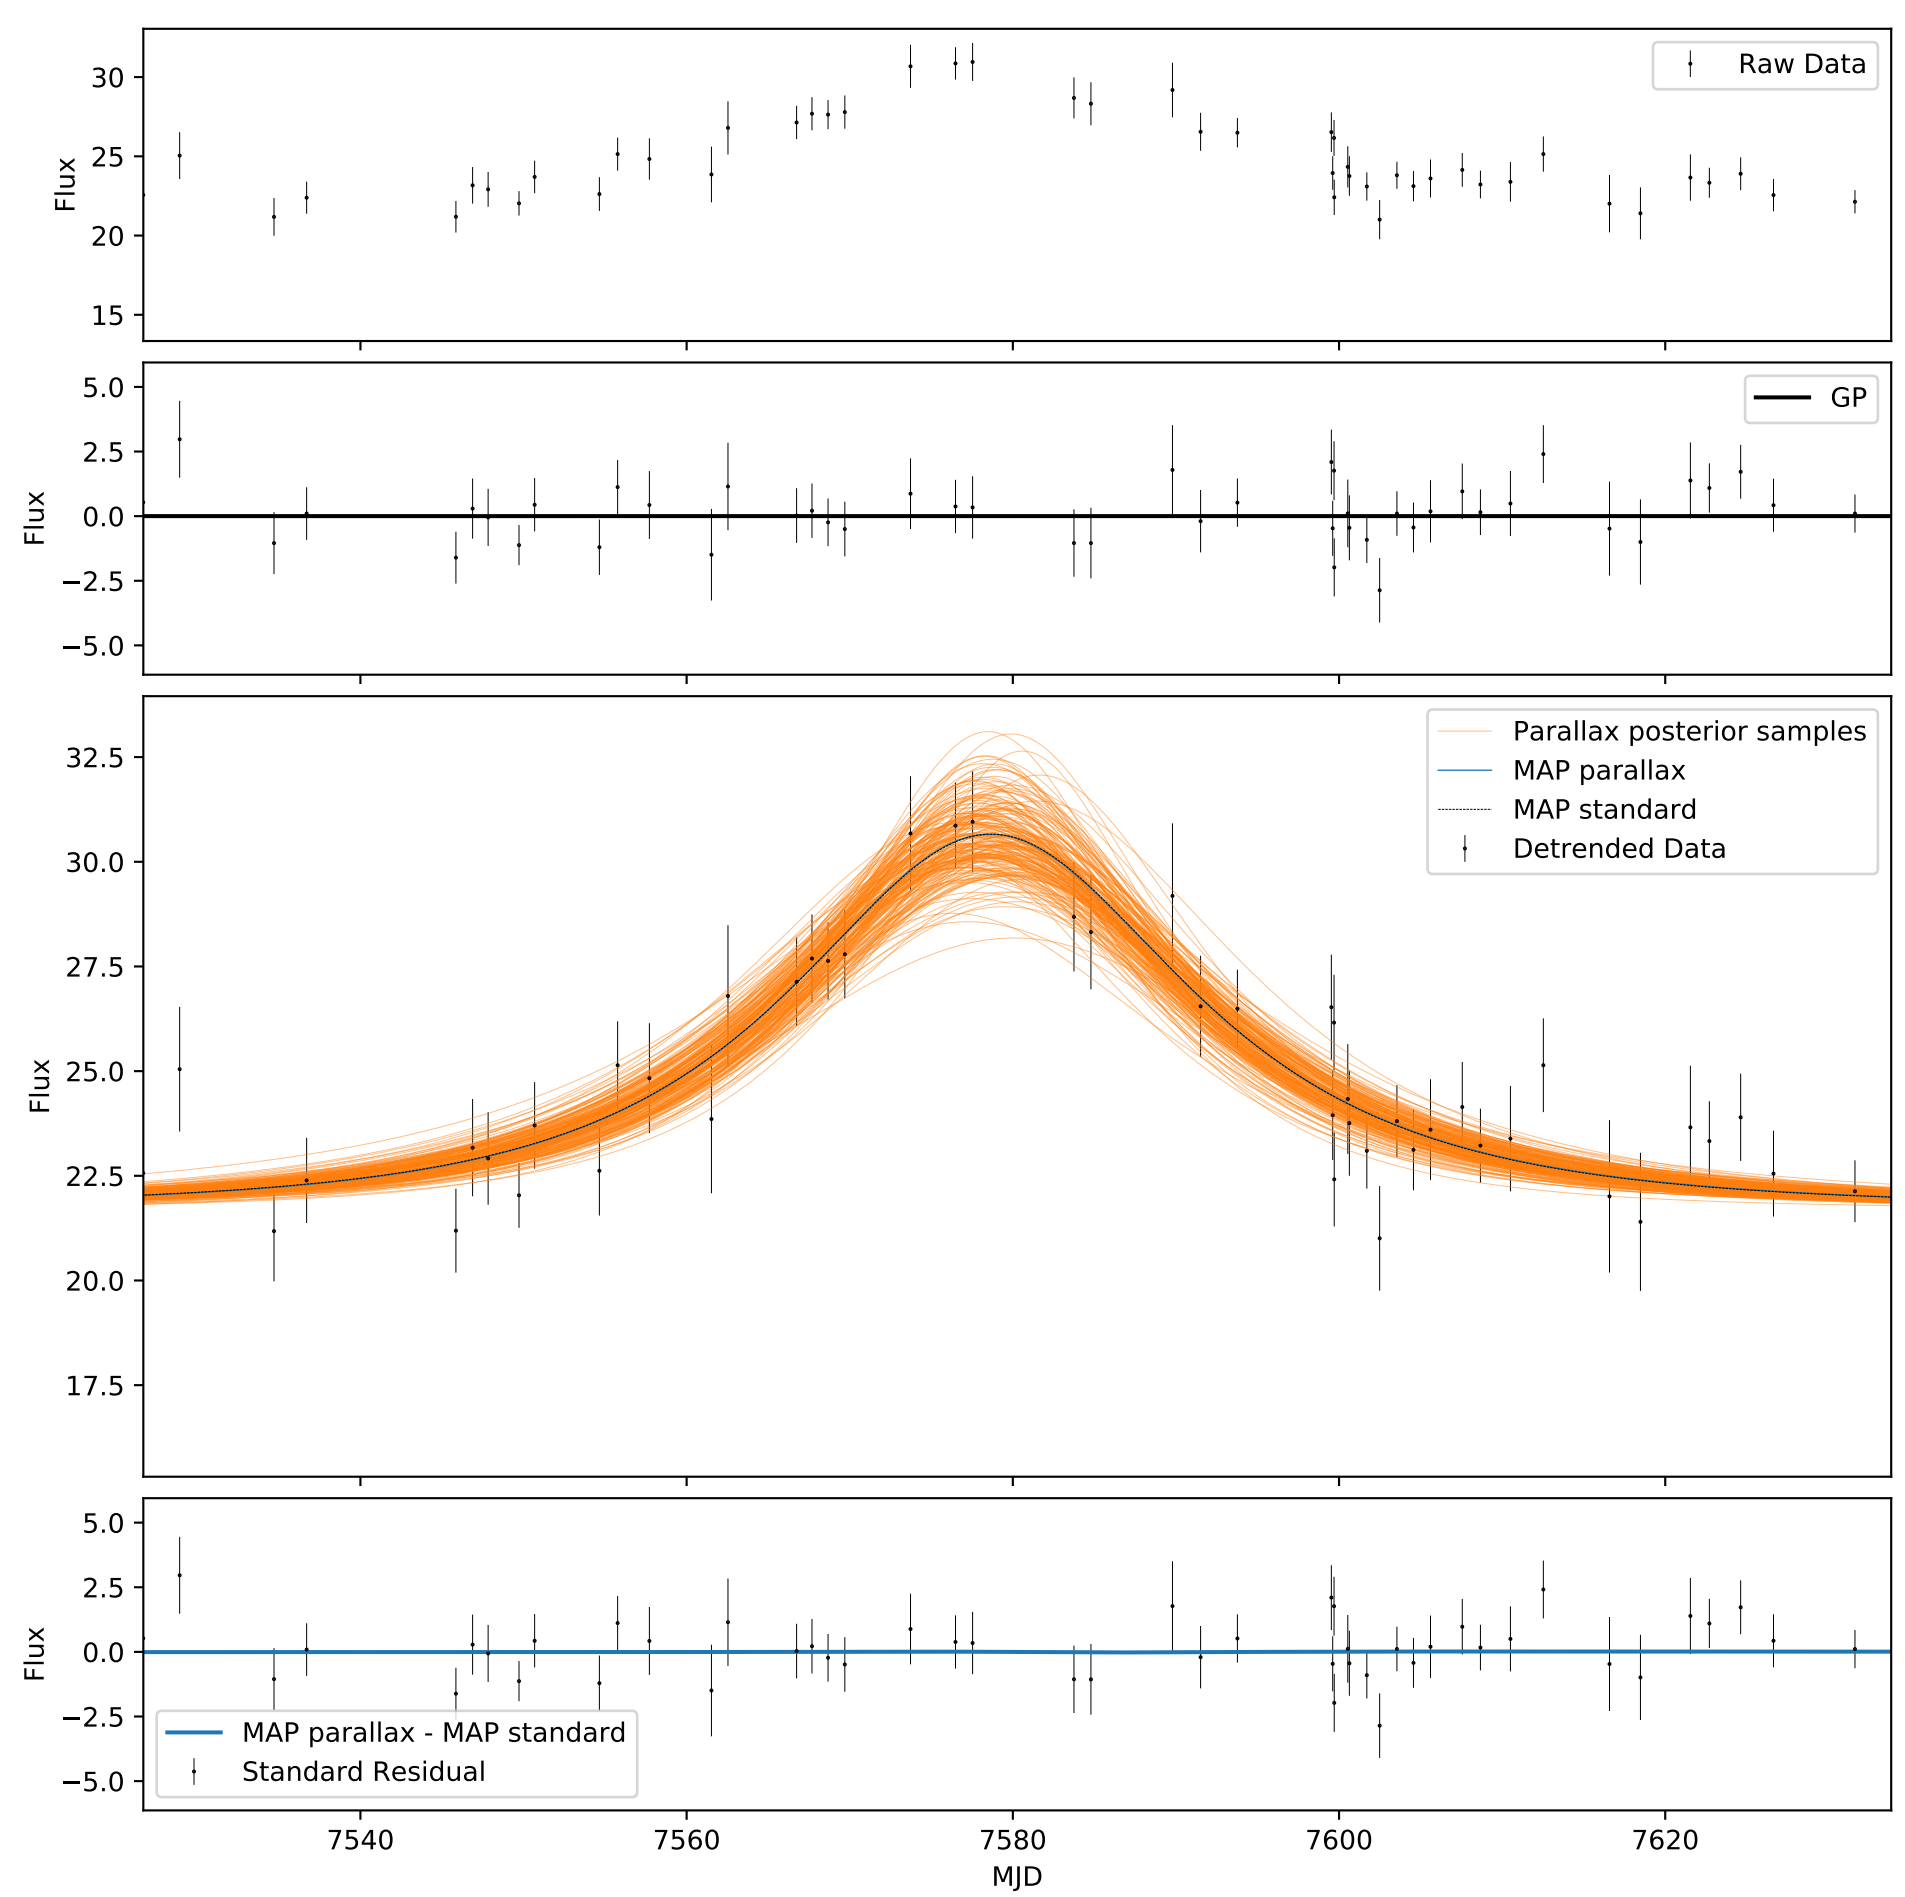 30
25
20
15
Flux
Raw Data
5.0
2.5
0.0
−2.5
−5.0
Flux
GP
32.5
30.0
27.5
25.0
22.5
20.0
17.5
Flux
Parallax posterior samples
MAP parallax
MAP standard
Detrended Data
5.0
2.5
0.0
−2.5
−5.0
Flux
MAP parallax - MAP standard
Standard Residual
7540 7560 7580 7600 7620
MJD